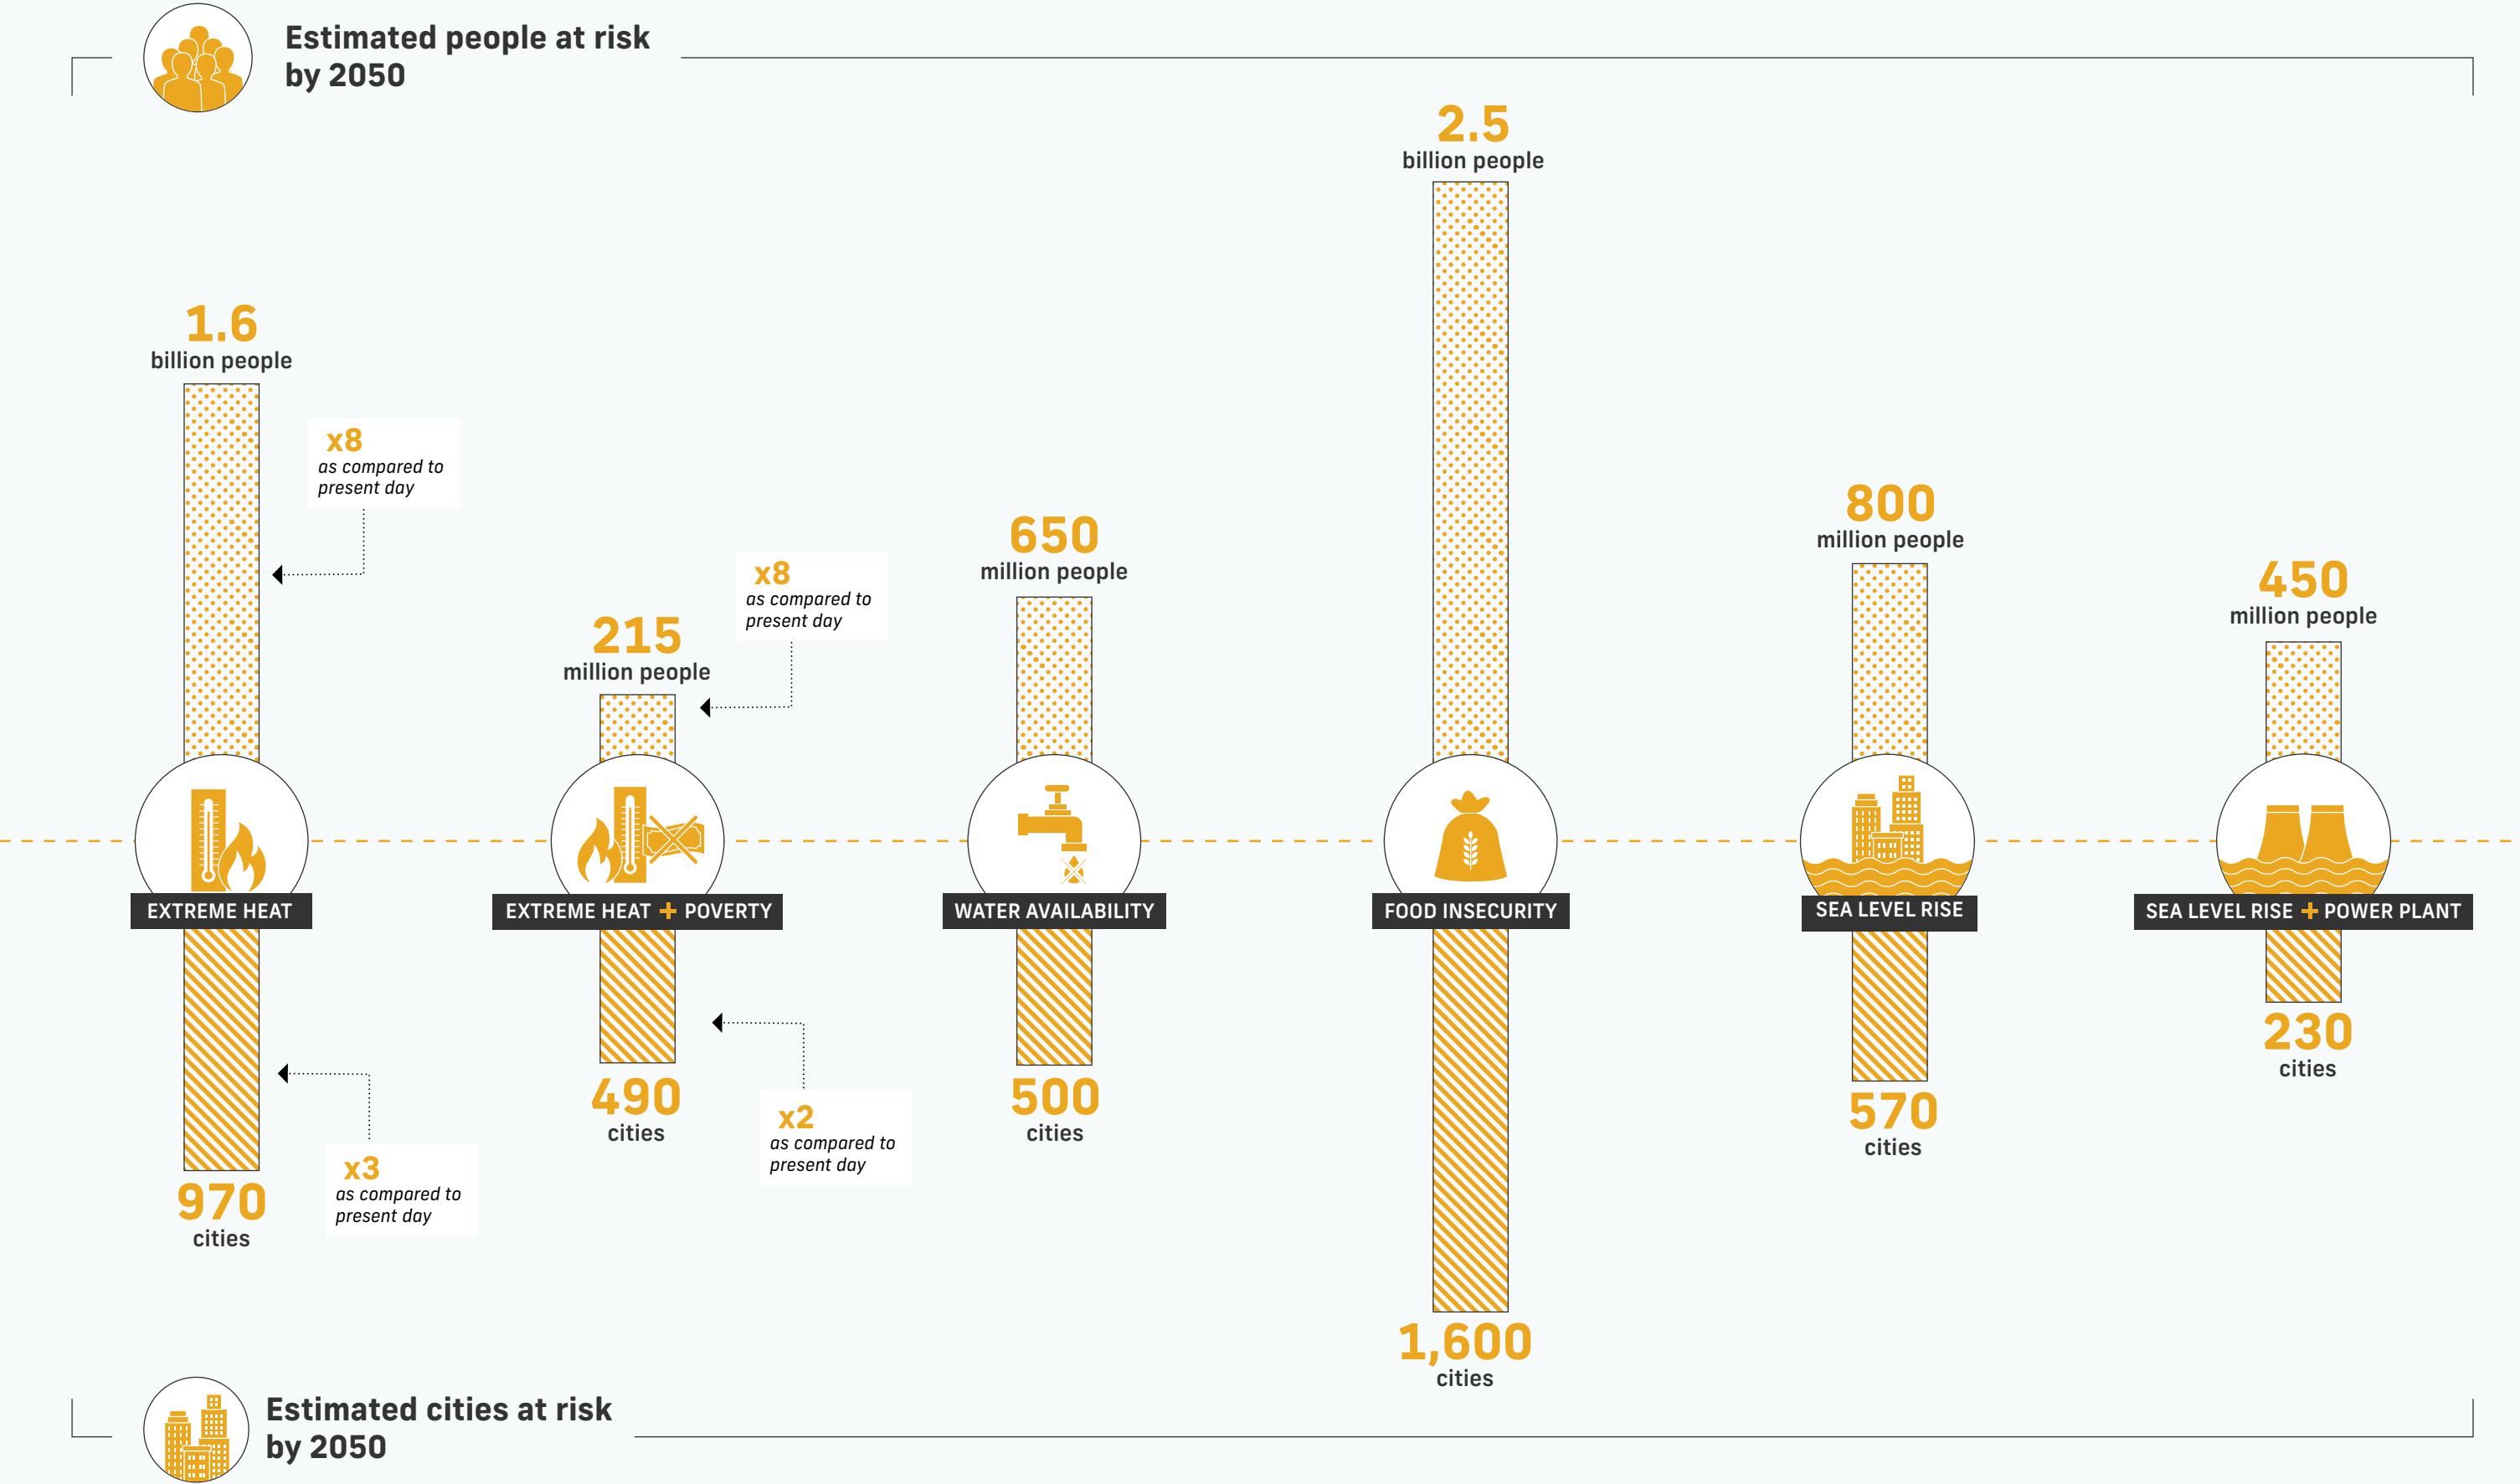 Estimated people at risk
by 2050
1.6
billion people
x8
as compared to
present day
EXTREME HEAT
970
cities
x3
as compared to
present day
215
million people
x8
as compared to
present day
EXTREME HEAT + POVERTY
490
cities
x2
as compared to
present day
650
million people
WATER AVAILABILITY
500
cities
2.5
billion people
FOOD INSECURITY
1,600
cities
800
million people
SEA LEVEL RISE
570
cities
450
million people
SEA LEVEL RISE + POWER PLANT
230
cities
Estimated cities at risk
by 2050